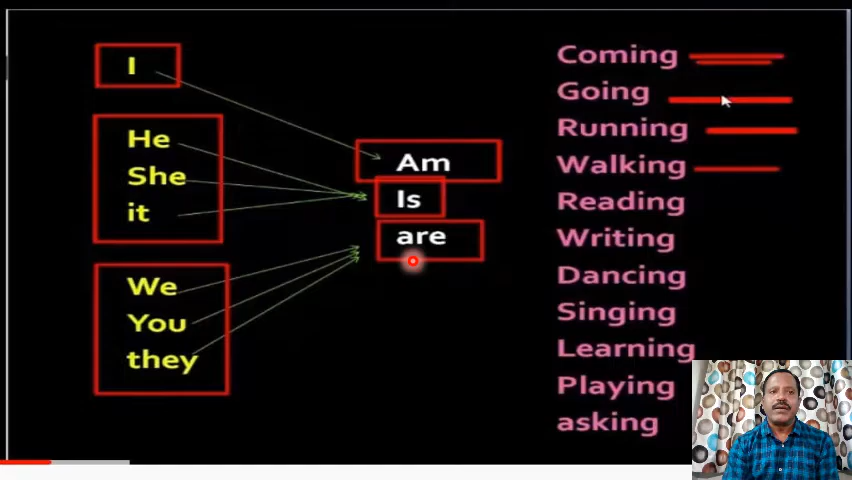 I
He
She
it
We
You
they
Am
Is
are
Coming
Going
Running
Walking
Reading
Writing
Dancing
Singing
Learning
Playing
asking